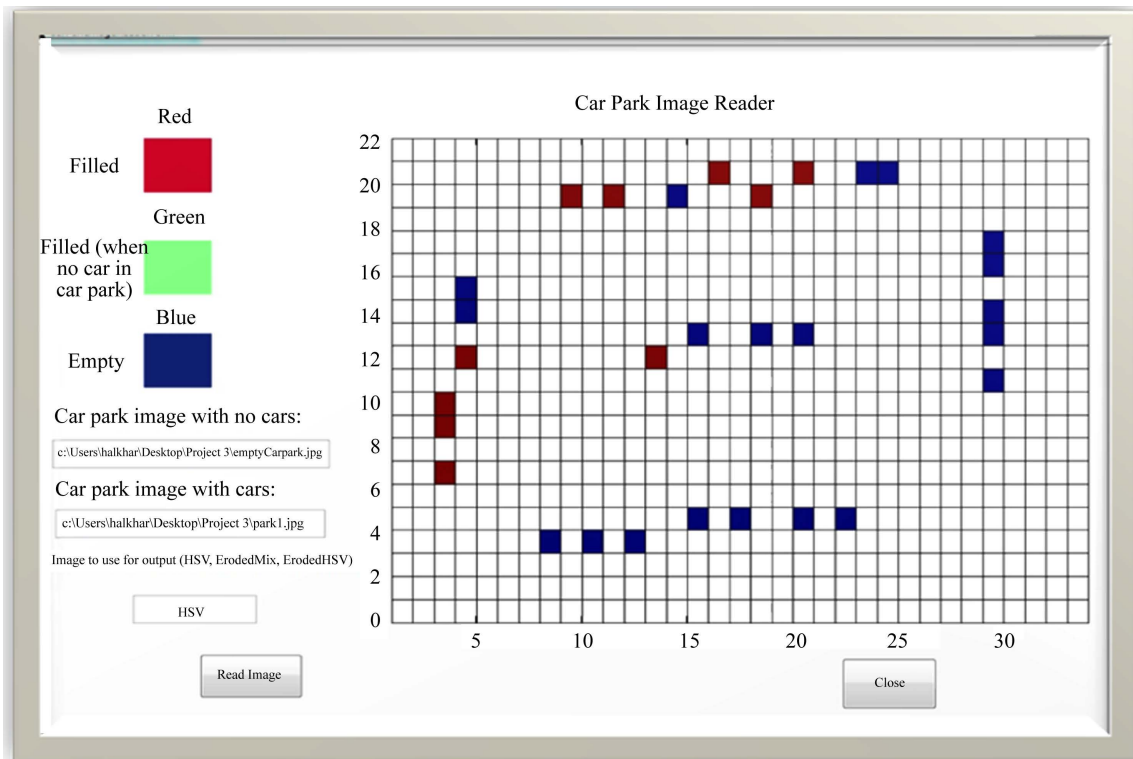 Car Park Image Reader
Red
Filled
Green
Filled (when
no car in
car park)
Blue
Empty
Car park image with no cars:
c:\Users\halkhar\Desktop\Project 3\emptyCarpark.jpg
Car park image with cars:
c:\Users\halkhar\Desktop\Project 3\park1.jpg
Image to use for output (HSV, ErodedMix, ErodedHSV)
HSV
Read Image
22
20
18
16
14
12
10
8
6
4
2
0
5 10 15 20 25 30
Close